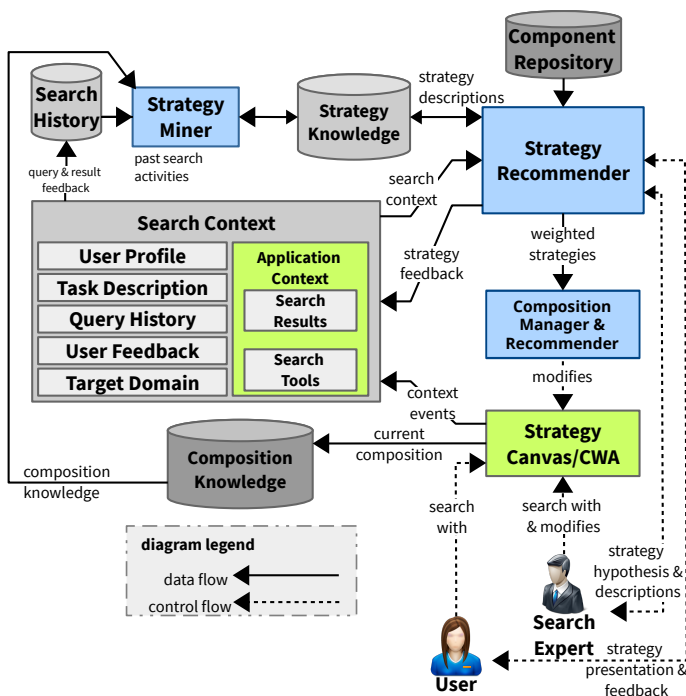 Component
Repository
Search
History
Strategy
Miner
Strategy
Knowledge
strategy
descriptions
Strategy
Recommender
query & result
feedback
past search
activities
search
context
Search Context
User Profile
Task Description
Query History
User Feedback
Target Domain
Application
Context
Search
Results
Search
Tools
strategy
feedback
weighted
strategies
Composition
Manager &
Recommender
modifies
context
events
current
composition
Strategy
Canvas/CWA
composition
knowledge
Composition
Knowledge
search
with
search with
& modifies
diagram legend
data flow
control flow
strategy
hypothesis &
descriptions
Search
Expert
User
strategy
presentation &
feedback